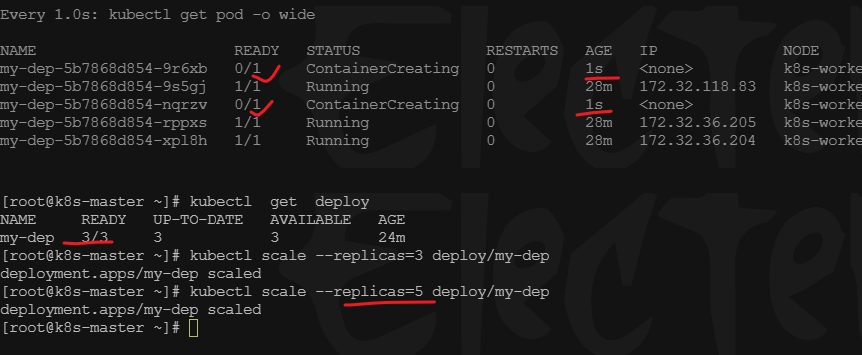 Every 1.0s: kubectl get pod -o wide
NAME READY STATUS RESTARTS AGE IP NODE
my-dep-5b7868d854-9r6xb 0/1 ContainerCreating 0 1s <none> k8s-worke
my-dep-5b7868d854-9s5gj 1/1 Running 0 28m 172.32.118.83 k8s-worke
my-dep-5b7868d854-nqrzv 0/1 ContainerCreating 0 1s <none> k8s-worke
my-dep-5b7868d854-rppxs 1/1 Running 0 28m 172.32.36.205 k8s-worke
my-dep-5b7868d854-xpl8h 1/1 Running 0 28m 172.32.36.204 k8s-worke
[root@k8s-master ~]# kubectl  get  deploy
NAME READY UP-TO-DATE AVAILABLE AGE
my-dep 3/3 3 3 24m
[root@k8s-master ~]# kubectl scale --replicas=3 deploy/my-dep
deployment.apps/my-dep scaled
[root@k8s-master ~]# kubectl scale --replicas=5 deploy/my-dep
deployment.apps/my-dep scaled
[root@k8s-master ~]#